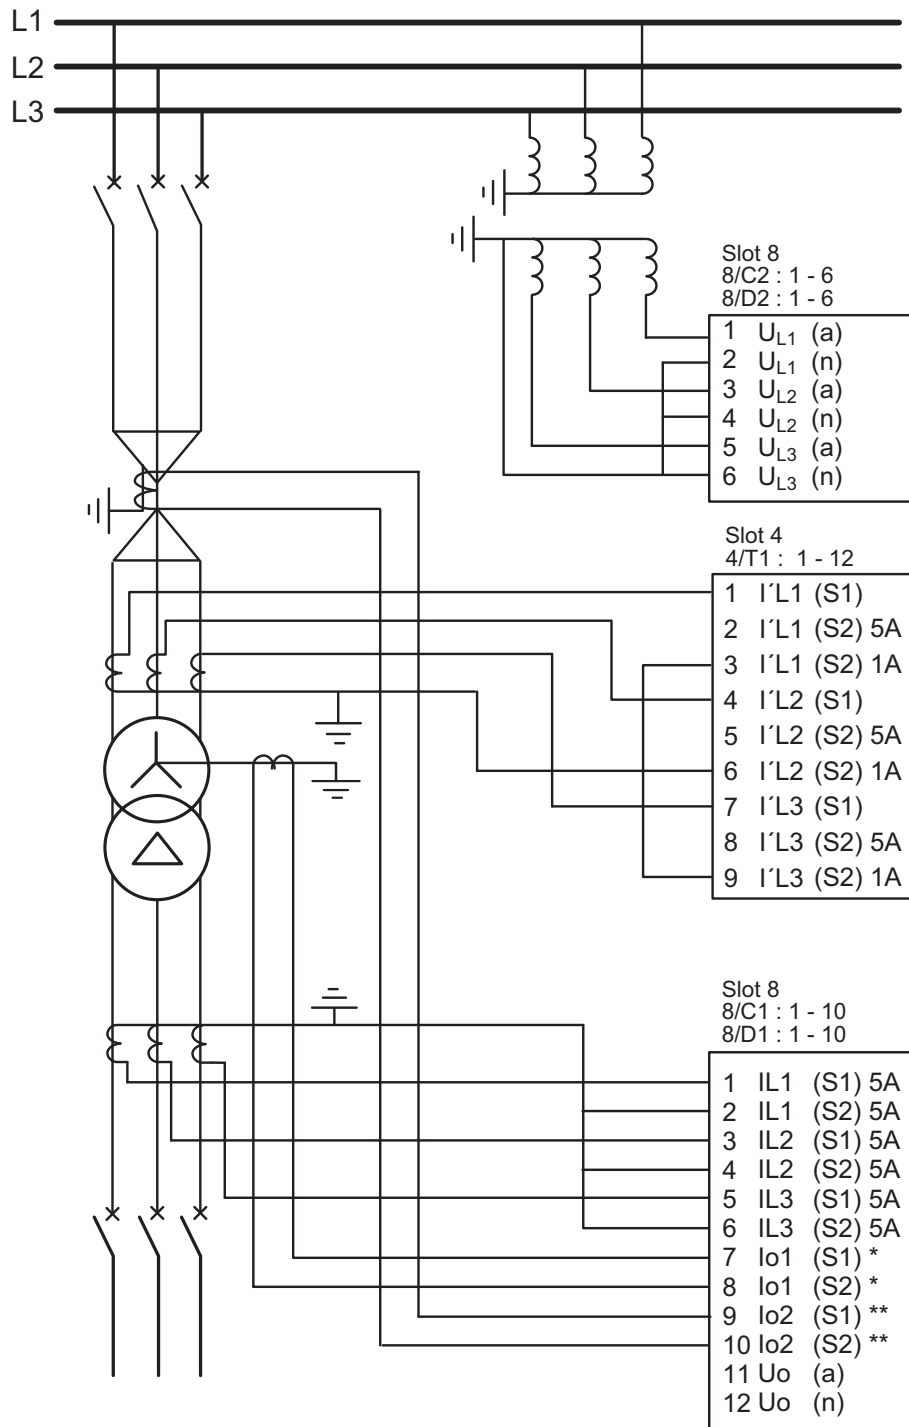 L1
L2
L3
Slot 8
8/C2 : 1 - 6
8/D2 : 1 - 6
1 UL1 (a)
2 UL1 (n)
3 UL2 (a)
4 UL2 (n)
5 UL3 (a)
6 UL3 (n)
Slot 4
4/T1 : 1 - 12
1 I´L1 (S1)
2 I´L1 (S2) 5A
3 I´L1 (S2) 1A
4 I´L2 (S1)
5 I´L2 (S2) 5A
6 I´L2 (S2) 1A
7 I´L3 (S1)
8 I´L3 (S2) 5A
9 I´L3 (S2) 1A
Slot 8
8/C1 : 1 - 10
8/D1 : 1 - 10
1 IL1 (S1) 5A
2 IL1 (S2) 5A
3 IL2 (S1) 5A
4 IL2 (S2) 5A
5 IL3 (S1) 5A
6 IL3 (S2) 5A
7 Io1 (S1) *
8 Io1 (S2) *
9 Io2 (S1) **
10 Io2 (S2) **
11 Uo (a)
12 Uo (n)